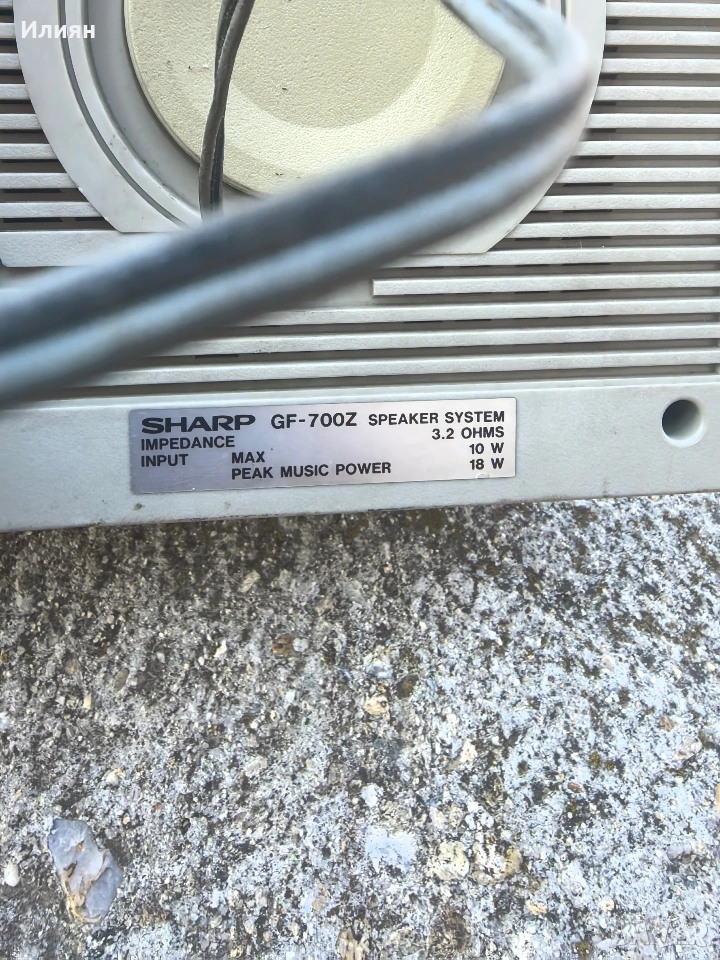 Илиян
SHARP GF-700Z SPEAKER SYSTEM
IMPEDANCE 3.2 OHMS
INPUT MAX 10 W
PEAK MUSIC POWER 18 W